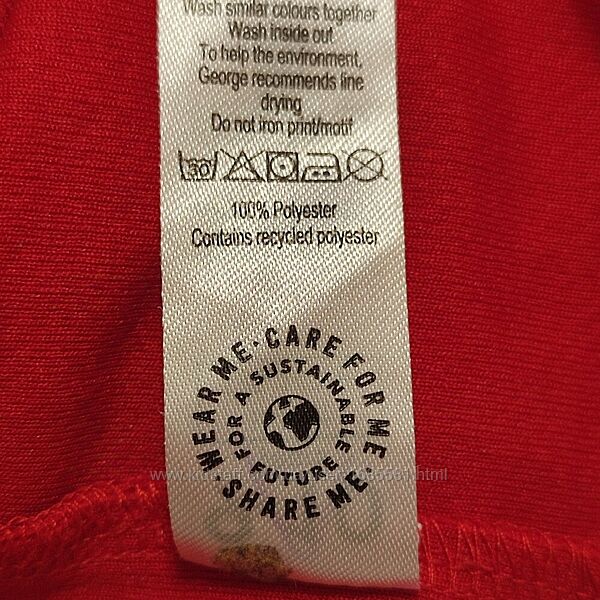 Wash similar colours together
Wash inside out
To help the environment,
George recommends line
drying
Do not iron print/motif
30
100% Polyester
Contains recycled polyester
WEAR ME · CARE FOR ME · SHARE ME ·
FOR A SUSTAINABLE FUTURE